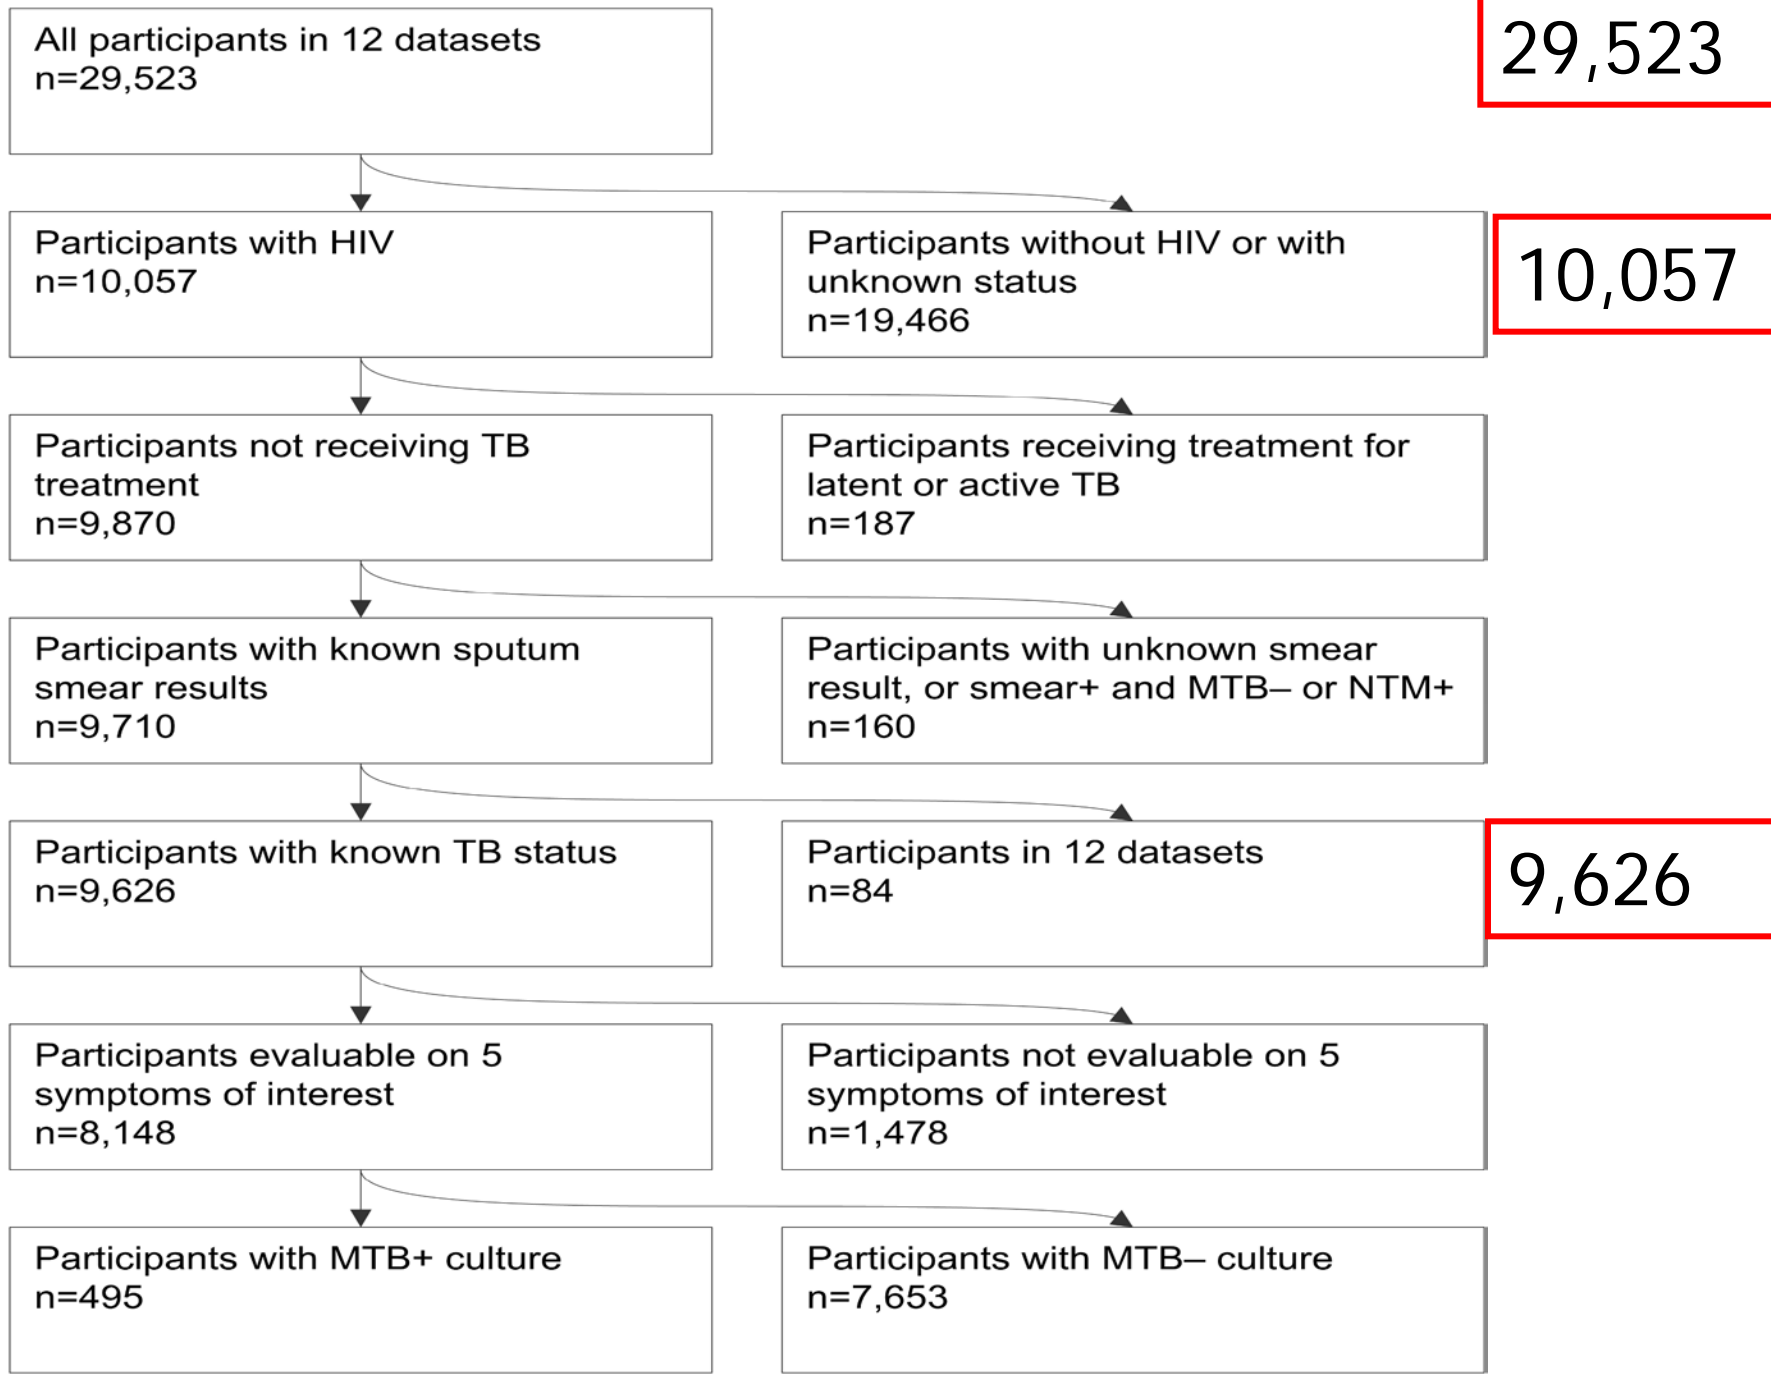 All participants in 12 datasets
n=29,523
29,523
Participants with HIV
n=10,057
Participants without HIV or with
unknown status
n=19,466
10,057
Participants not receiving TB
treatment
n=9,870
Participants receiving treatment for
latent or active TB
n=187
Participants with known sputum
smear results
n=9,710
Participants with unknown smear
result, or smear+ and MTB– or NTM+
n=160
Participants with known TB status
n=9,626
Participants in 12 datasets
n=84
9,626
Participants evaluable on 5
symptoms of interest
n=8,148
Participants not evaluable on 5
symptoms of interest
n=1,478
Participants with MTB+ culture
n=495
Participants with MTB– culture
n=7,653